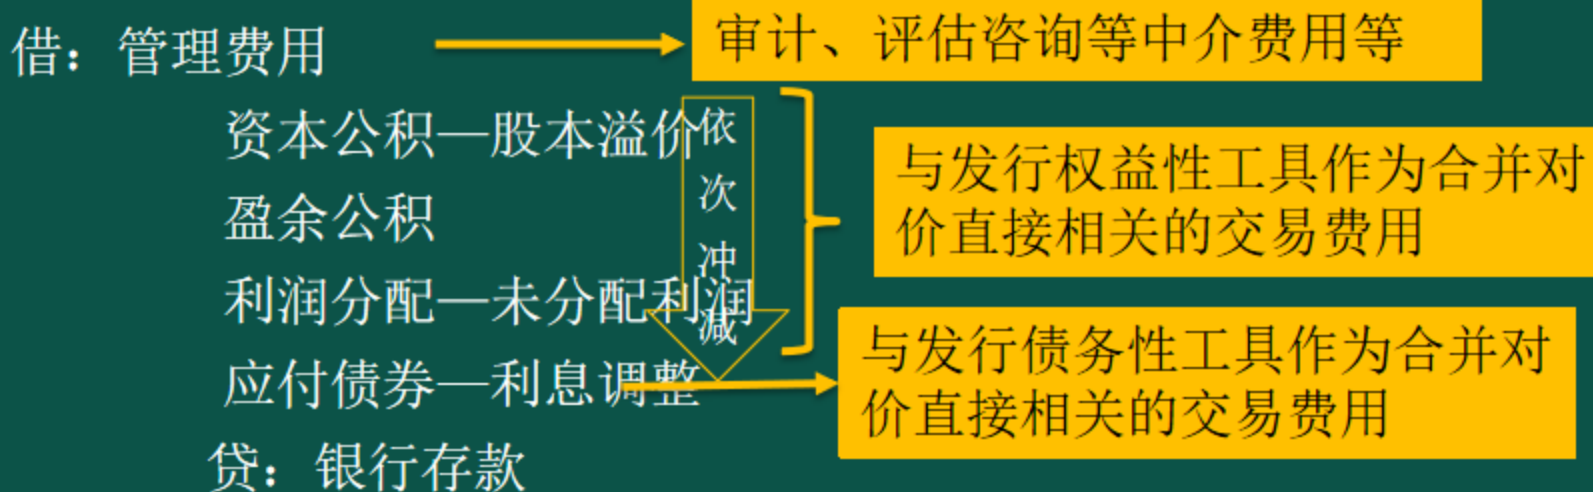 借：管理费用
审计、评估咨询等中介费用等
资本公积—股本溢价
依次冲减
与发行权益性工具作为合并对
价直接相关的交易费用
盈余公积
利润分配—未分配利润
应付债券—利息调整
与发行债务性工具作为合并对
价直接相关的交易费用
贷：银行存款